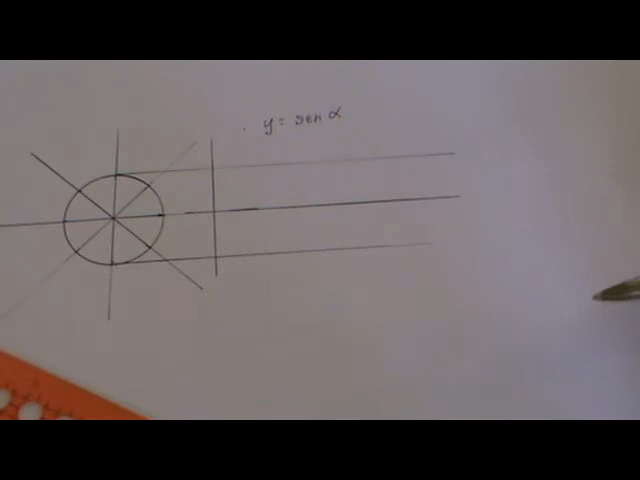 y = sen α